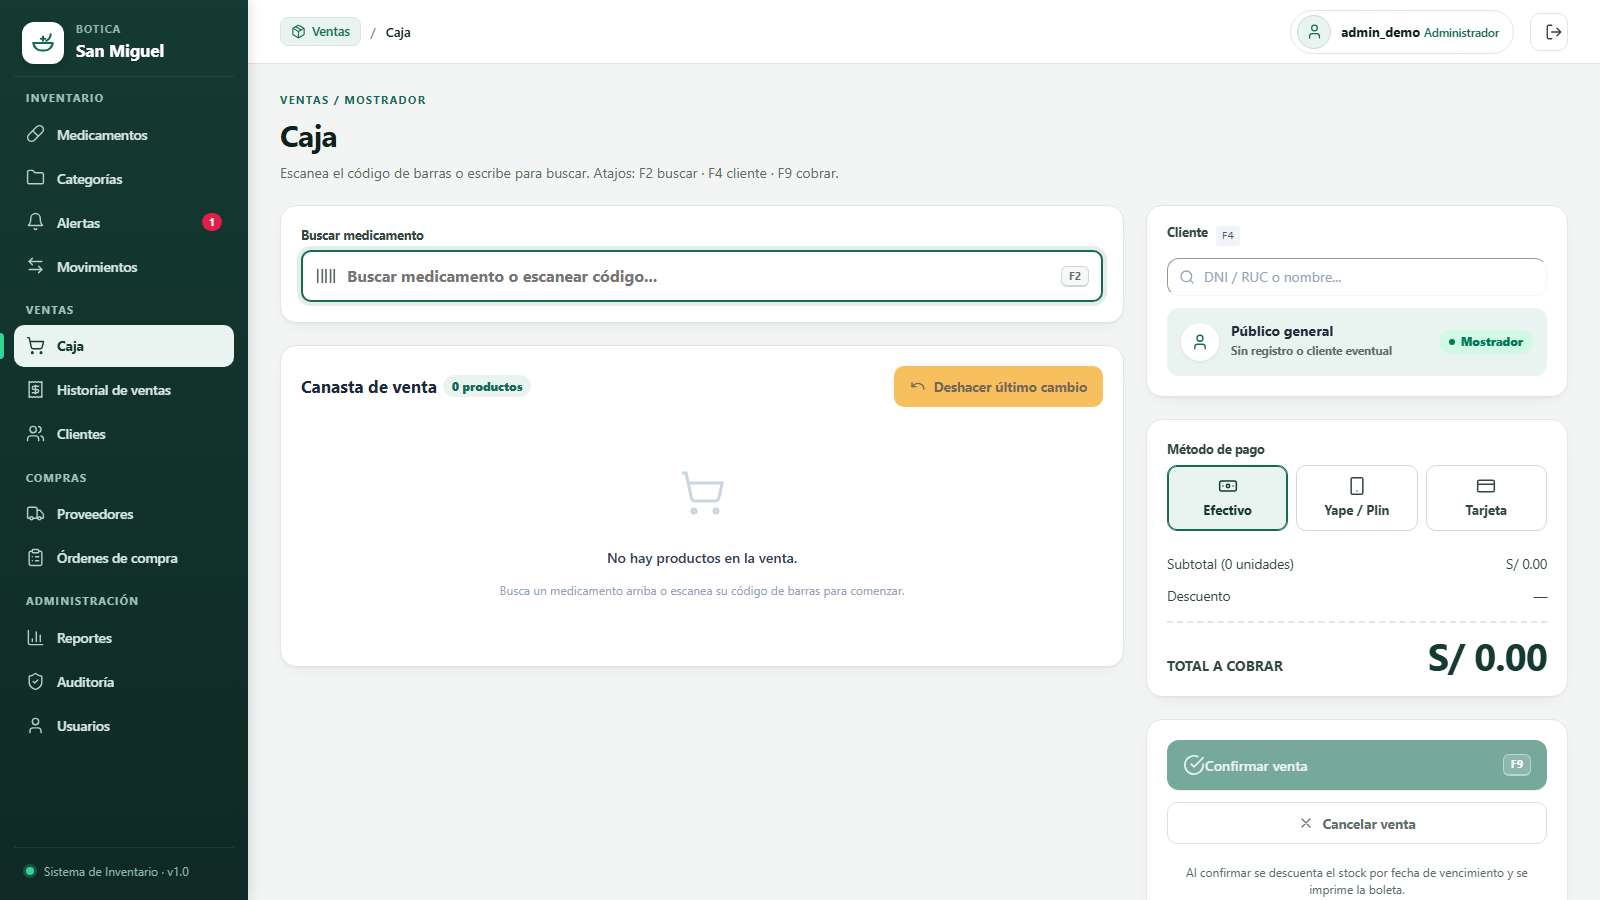 BOTICA
San Miguel
INVENTARIO
Medicamentos
Categorías
Alertas 1
Movimientos
VENTAS
Caja
Historial de ventas
Clientes
COMPRAS
Proveedores
Órdenes de compra
ADMINISTRACIÓN
Reportes
Auditoría
Usuarios
Sistema de Inventario · v1.0
Ventas / Caja
admin_demo Administrador
VENTAS / MOSTRADOR
Caja
Escanea el código de barras o escribe para buscar. Atajos: F2 buscar · F4 cliente · F9 cobrar.
Buscar medicamento
Buscar medicamento o escanear código... F2
Canasta de venta 0 productos
Deshacer último cambio
No hay productos en la venta.
Busca un medicamento arriba o escanea su código de barras para comenzar.
Cliente F4
DNI / RUC o nombre...
Público general
Sin registro o cliente eventual
Mostrador
Método de pago
Efectivo
Yape / Plin
Tarjeta
Subtotal (0 unidades) S/ 0.00
Descuento —
TOTAL A COBRAR S/ 0.00
Confirmar venta F9
Cancelar venta
Al confirmar se descuenta el stock por fecha de vencimiento y se
imprime la boleta.